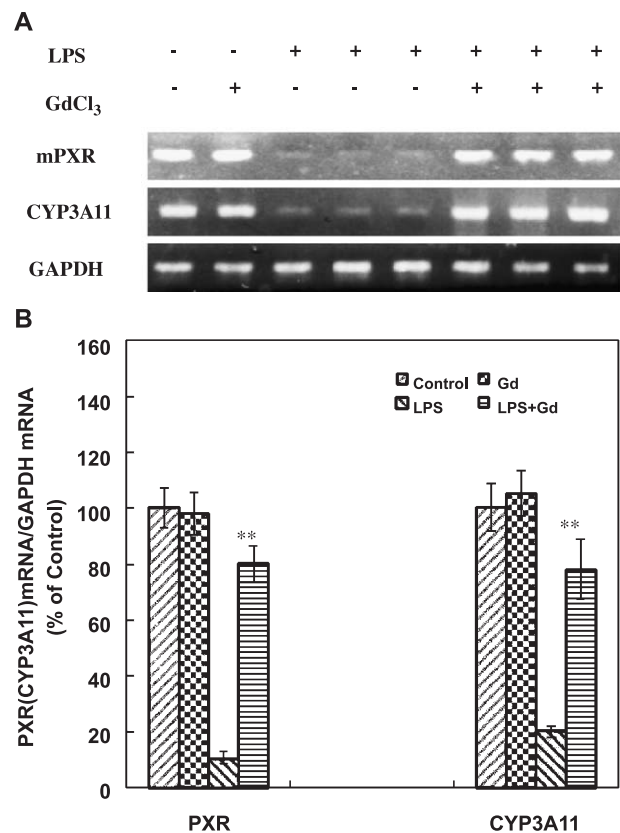 A
LPS - - + + + + + +
GdCl3 - + - - - + + +
mPXR
CYP3A11
GAPDH
B
PXR(CYP3A11)mRNA/GAPDH mRNA
(% of Control)
160
140
120
100
80
60
40
20
0
Control Gd
LPS LPS+Gd
** **
PXR CYP3A11